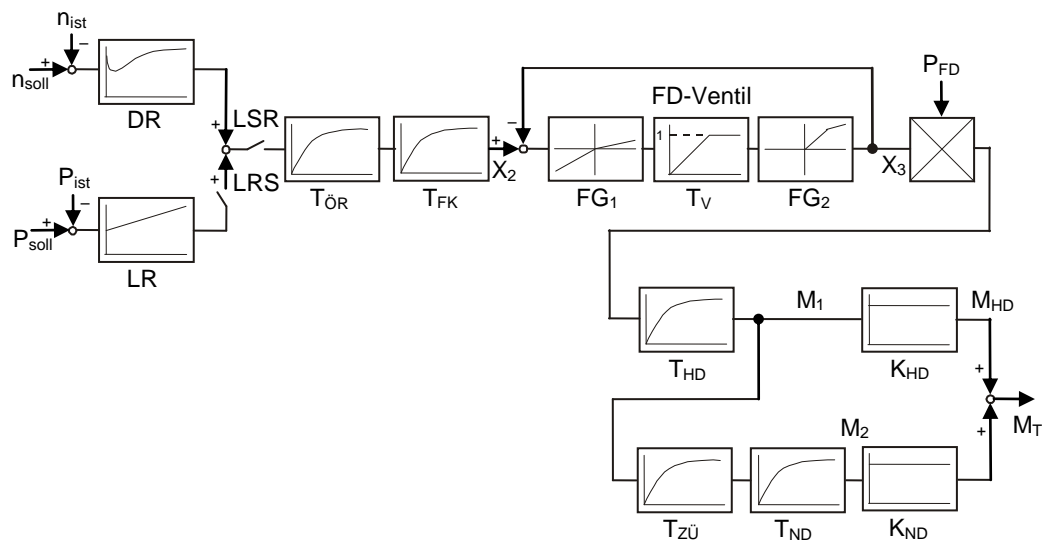 n_ist
−
+
n_soll
DR
+
LSR
LRS
+
P_ist
−
+
P_soll
LR
T_ÖR
T_FK
+
X_2
−
FD-Ventil
FG_1
1
T_V
FG_2
X_3
P_FD
T_HD
M_1
K_HD
M_HD
+
M_T
+
T_ZÜ
M_2
T_ND
K_ND